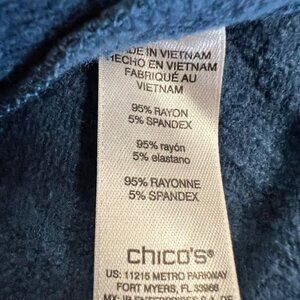 MADE IN VIETNAM
HECHO EN VIETNAM
FABRIQUÉ AU
VIETNAM
95% RAYON
5% SPANDEX
95% rayón
5% elastano
95% RAYONNE
5% SPANDEX
chico's®
US: 11215 METRO PARKWAY
FORT MYERS, FL 33966